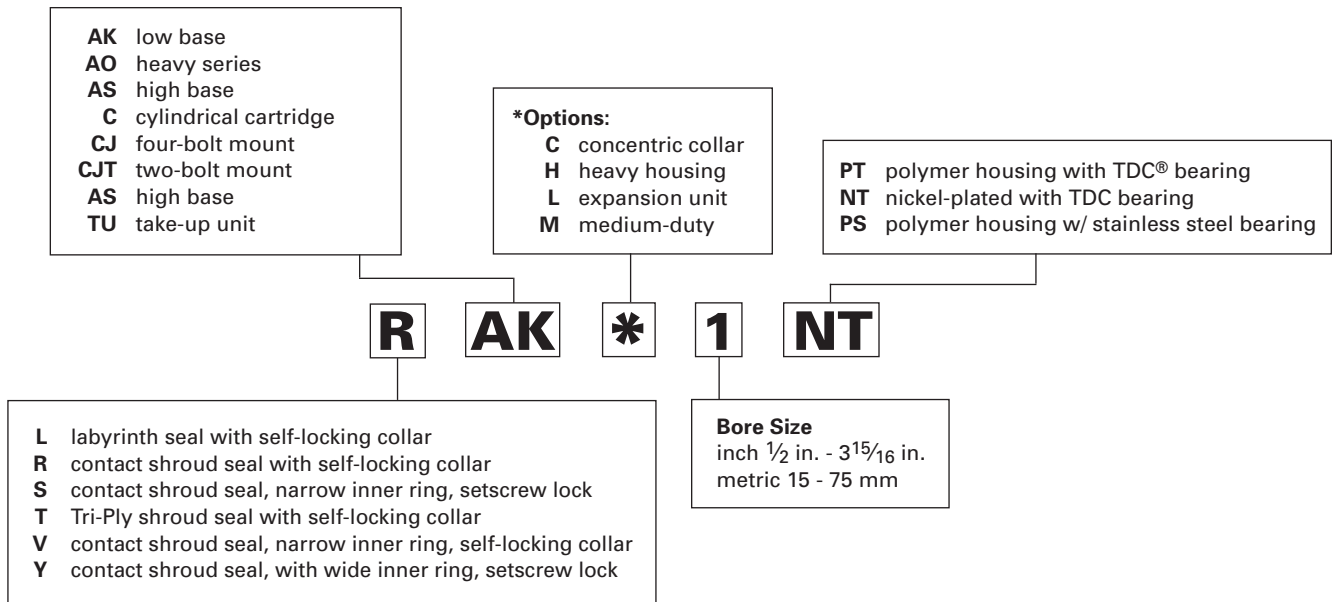 AK low base
AO heavy series
AS high base
C cylindrical cartridge
CJ four-bolt mount
CJT two-bolt mount
AS high base
TU take-up unit
*Options:
C concentric collar
H heavy housing
L expansion unit
M medium-duty
PT polymer housing with TDC® bearing
NT nickel-plated with TDC bearing
PS polymer housing w/ stainless steel bearing
R AK * 1 NT
L labyrinth seal with self-locking collar
R contact shroud seal with self-locking collar
S contact shroud seal, narrow inner ring, setscrew lock
T Tri-Ply shroud seal with self-locking collar
V contact shroud seal, narrow inner ring, self-locking collar
Y contact shroud seal, with wide inner ring, setscrew lock
Bore Size
inch 1⁄2 in. - 3 15⁄16 in.
metric 15 - 75 mm